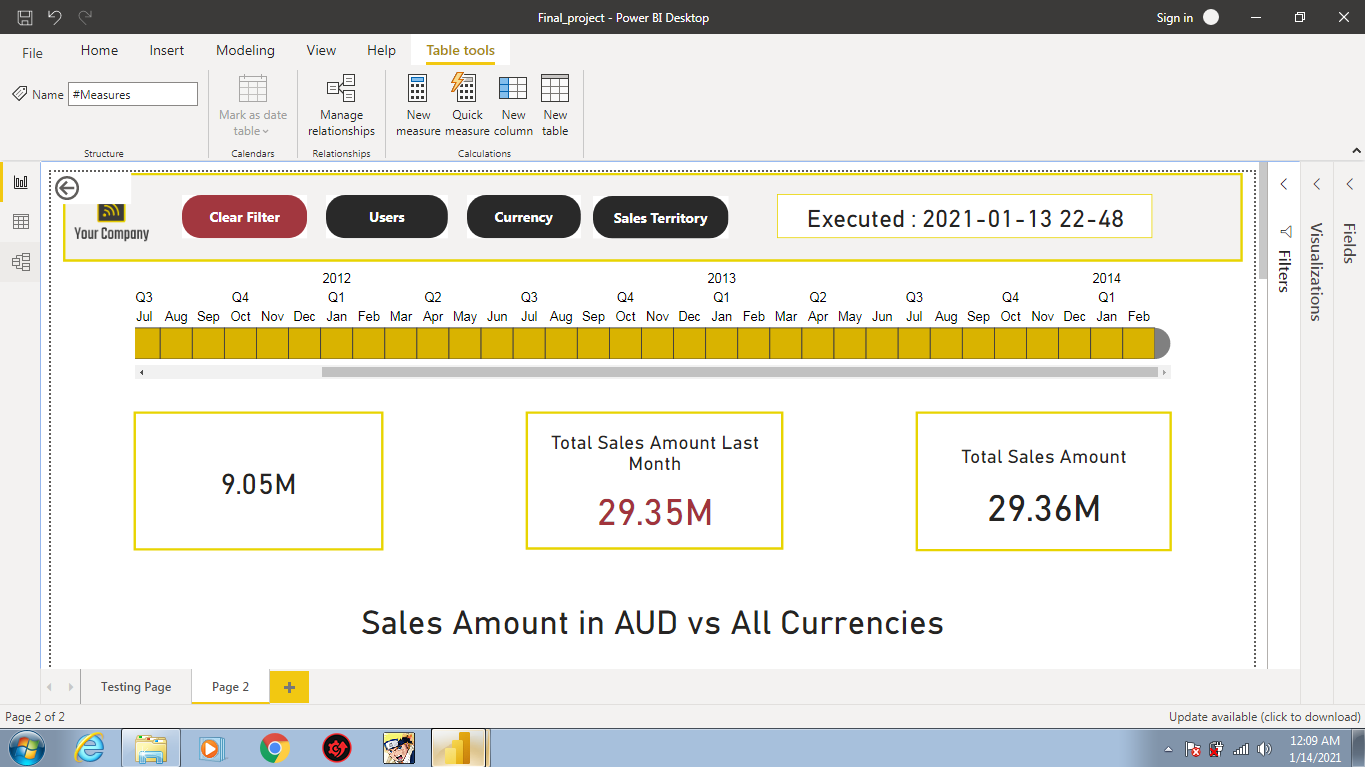 Final_project - Power BI Desktop
Sign in
File Home Insert Modeling View Help Table tools
Name #Measures
Mark as date table
Manage relationships
New measure
Quick measure
New column
New table
Structure Calendars Relationships Calculations
Your Company
Clear Filter
Users
Currency
Sales Territory
Executed : 2021-01-13 22-48
Filters
Visualizations
Fields
2012 2013 2014
Q3 Q4 Q1 Q2 Q3 Q4 Q1 Q2 Q3 Q4 Q1
Jul Aug Sep Oct Nov Dec Jan Feb Mar Apr May Jun Jul Aug Sep Oct Nov Dec Jan Feb Mar Apr May Jun Jul Aug Sep Oct Nov Dec Jan Feb
9.05M
Total Sales Amount Last
Month
29.35M
Total Sales Amount
29.36M
Sales Amount in AUD vs All Currencies
Testing Page
Page 2
Page 2 of 2
Update available (click to download)
12:09 AM
1/14/2021